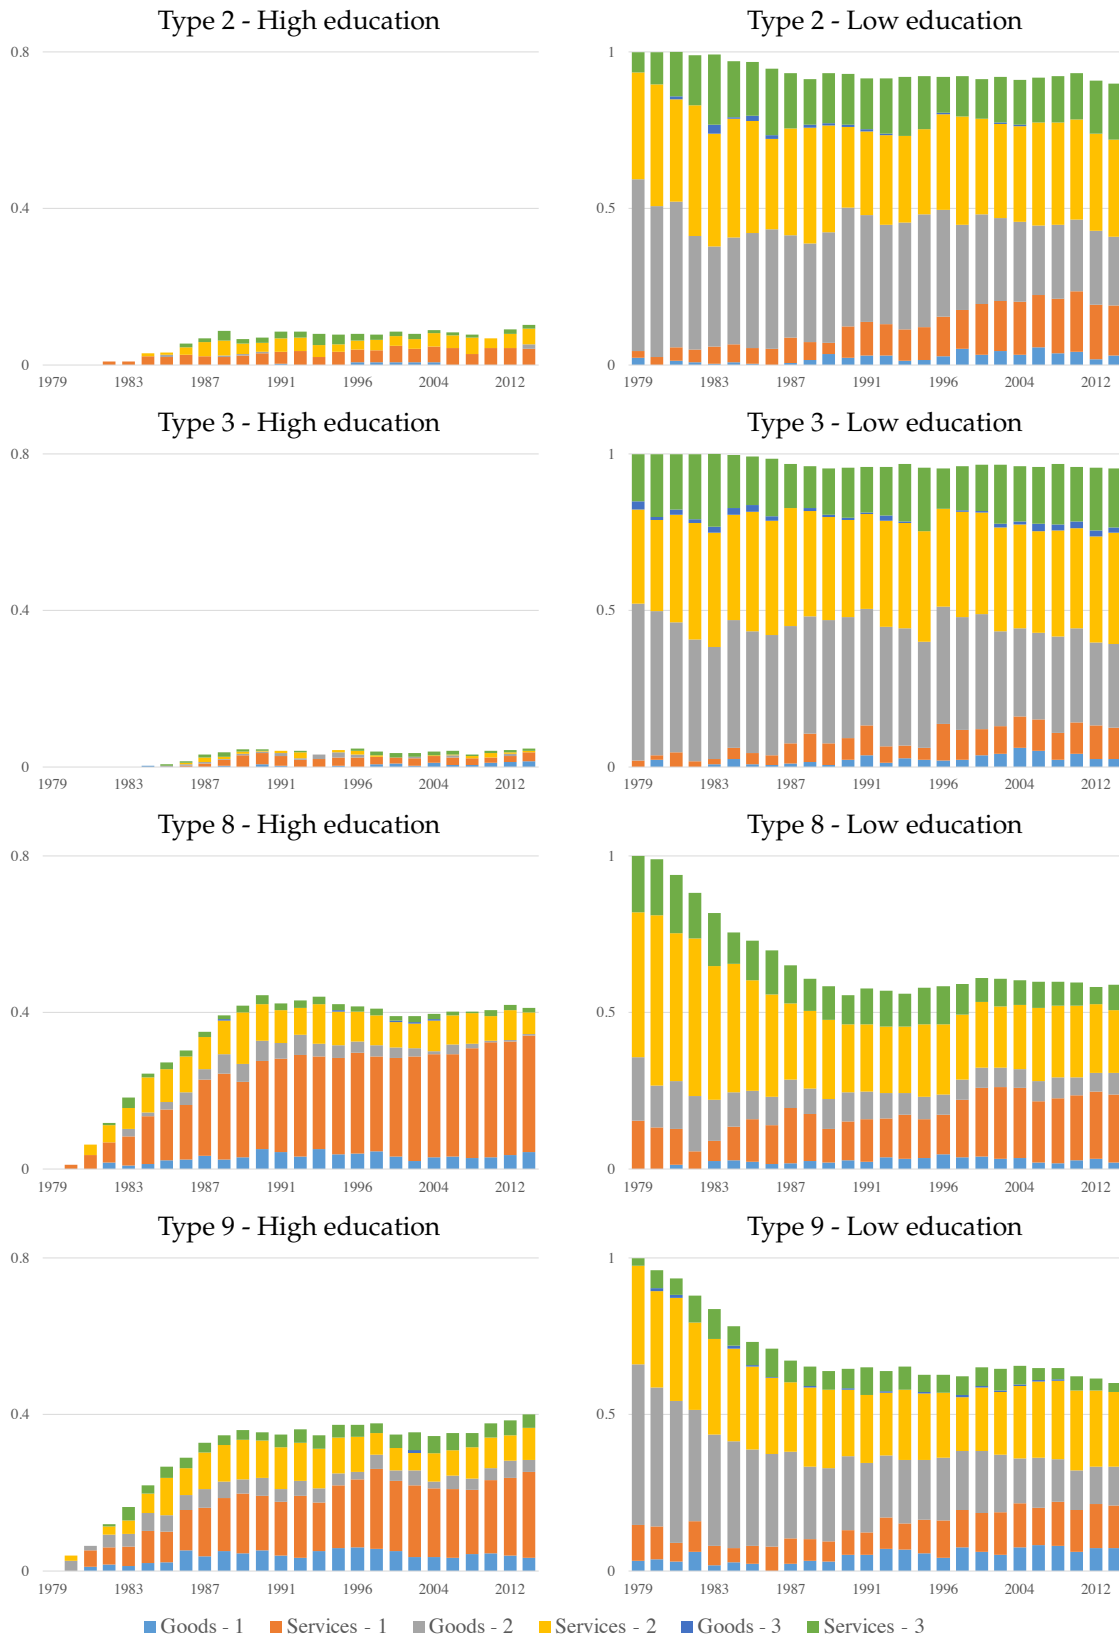 Type 2 - High education
0.8
0.4
0
1979 1983 1987 1991 1996 2004 2012
Type 2 - Low education
1
0.5
0
1979 1983 1987 1991 1996 2004 2012
Type 3 - High education
0.8
0.4
0
1979 1983 1987 1991 1996 2004 2012
Type 3 - Low education
1
0.5
0
1979 1983 1987 1991 1996 2004 2012
Type 8 - High education
0.8
0.4
0
1979 1983 1987 1991 1996 2004 2012
Type 8 - Low education
1
0.5
0
1979 1983 1987 1991 1996 2004 2012
Type 9 - High education
0.8
0.4
0
1979 1983 1987 1991 1996 2004 2012
Type 9 - Low education
1
0.5
0
1979 1983 1987 1991 1996 2004 2012
Goods - 1 Services - 1 Goods - 2 Services - 2 Goods - 3 Services - 3